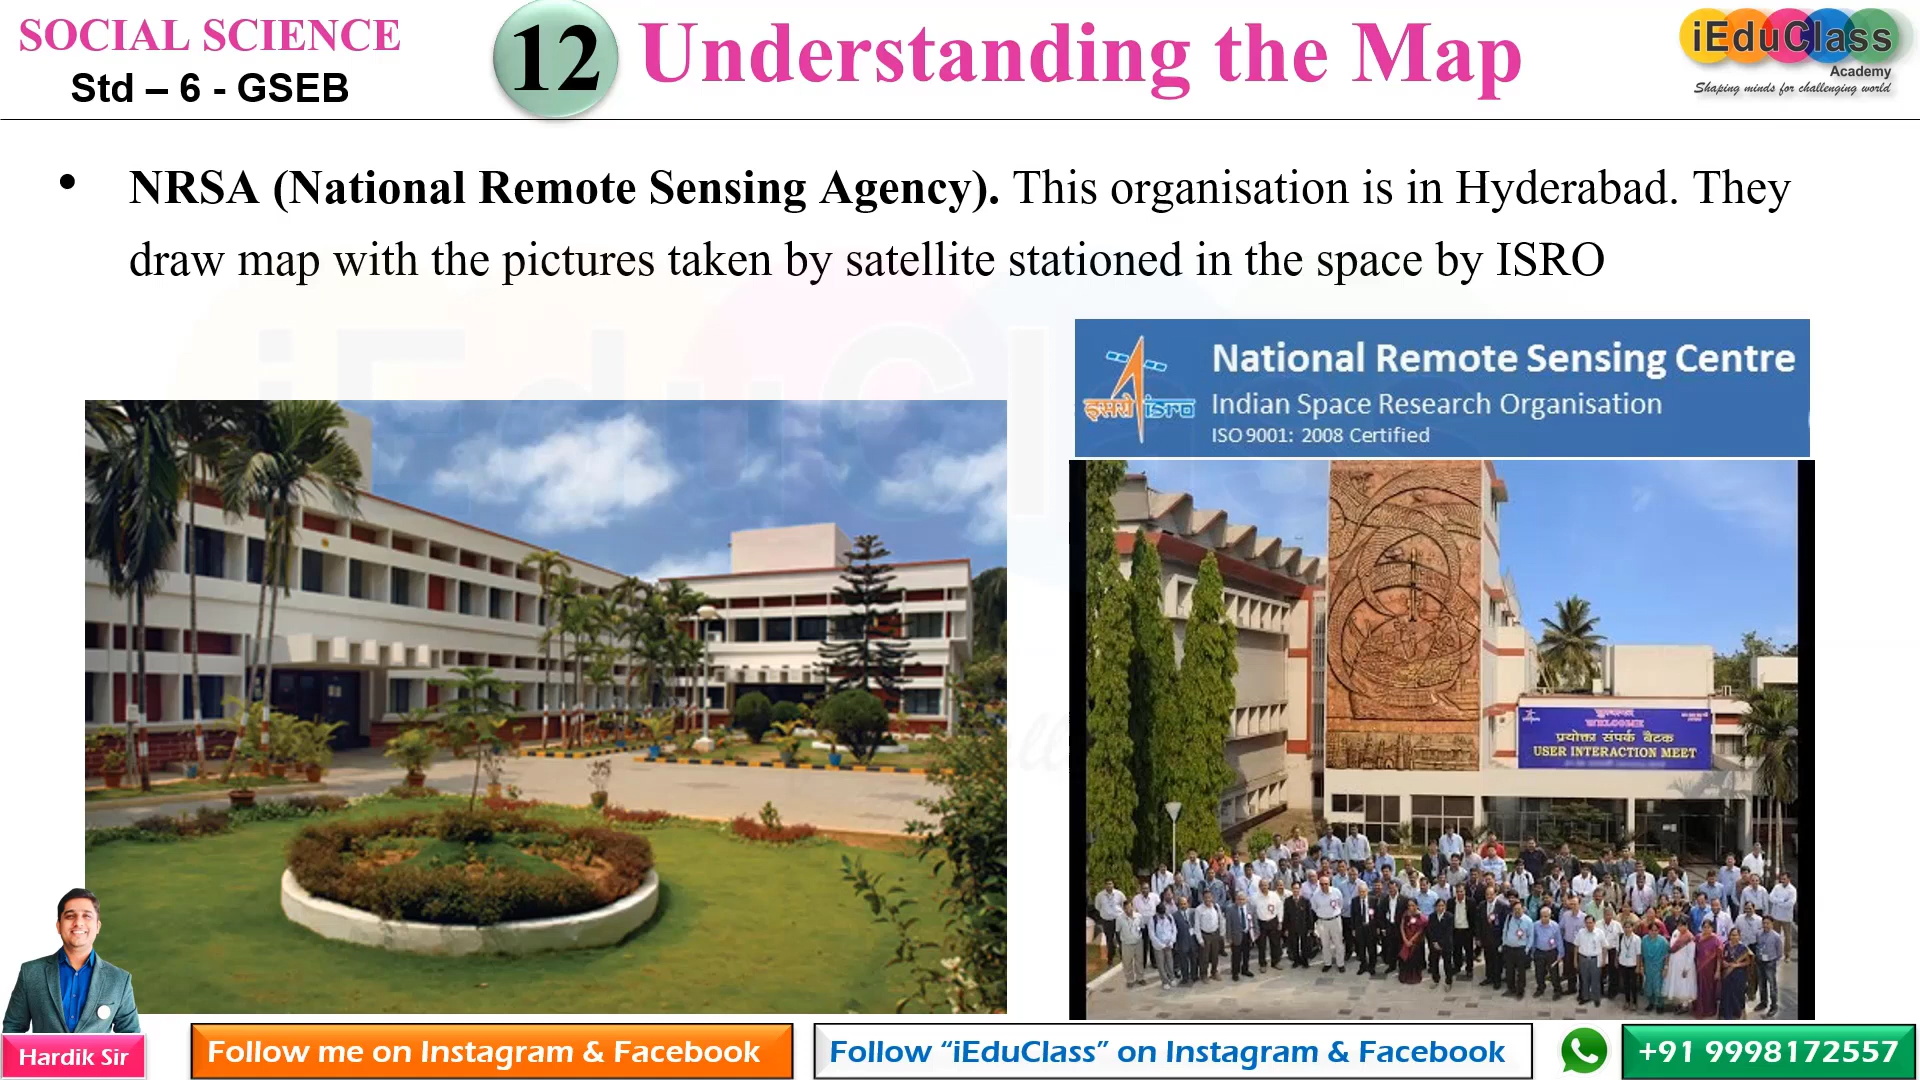 SOCIAL SCIENCE
Std – 6 - GSEB
12 Understanding the Map
iEduClass
Academy
Shaping minds for challenging world
• NRSA (National Remote Sensing Agency). This organisation is in Hyderabad. They
draw map with the pictures taken by satellite stationed in the space by ISRO
National Remote Sensing Centre
इसरो isro
Indian Space Research Organisation
ISO 9001: 2008 Certified
WELCOME
प्रयोक्ता संपर्क बैठक
USER INTERACTION MEET
Hardik Sir
Follow me on Instagram & Facebook
Follow “iEduClass” on Instagram & Facebook
+91 9998172557